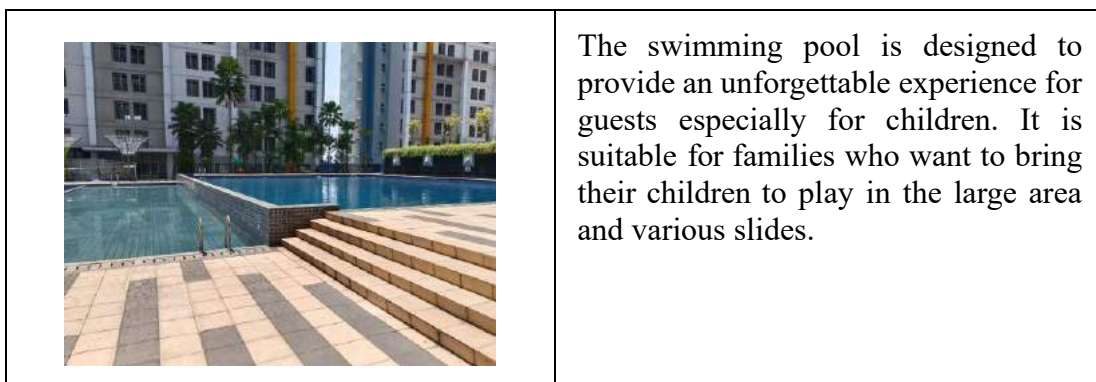 The swimming pool is designed to
provide an unforgettable experience for
guests especially for children. It is
suitable for families who want to bring
their children to play in the large area
and various slides.